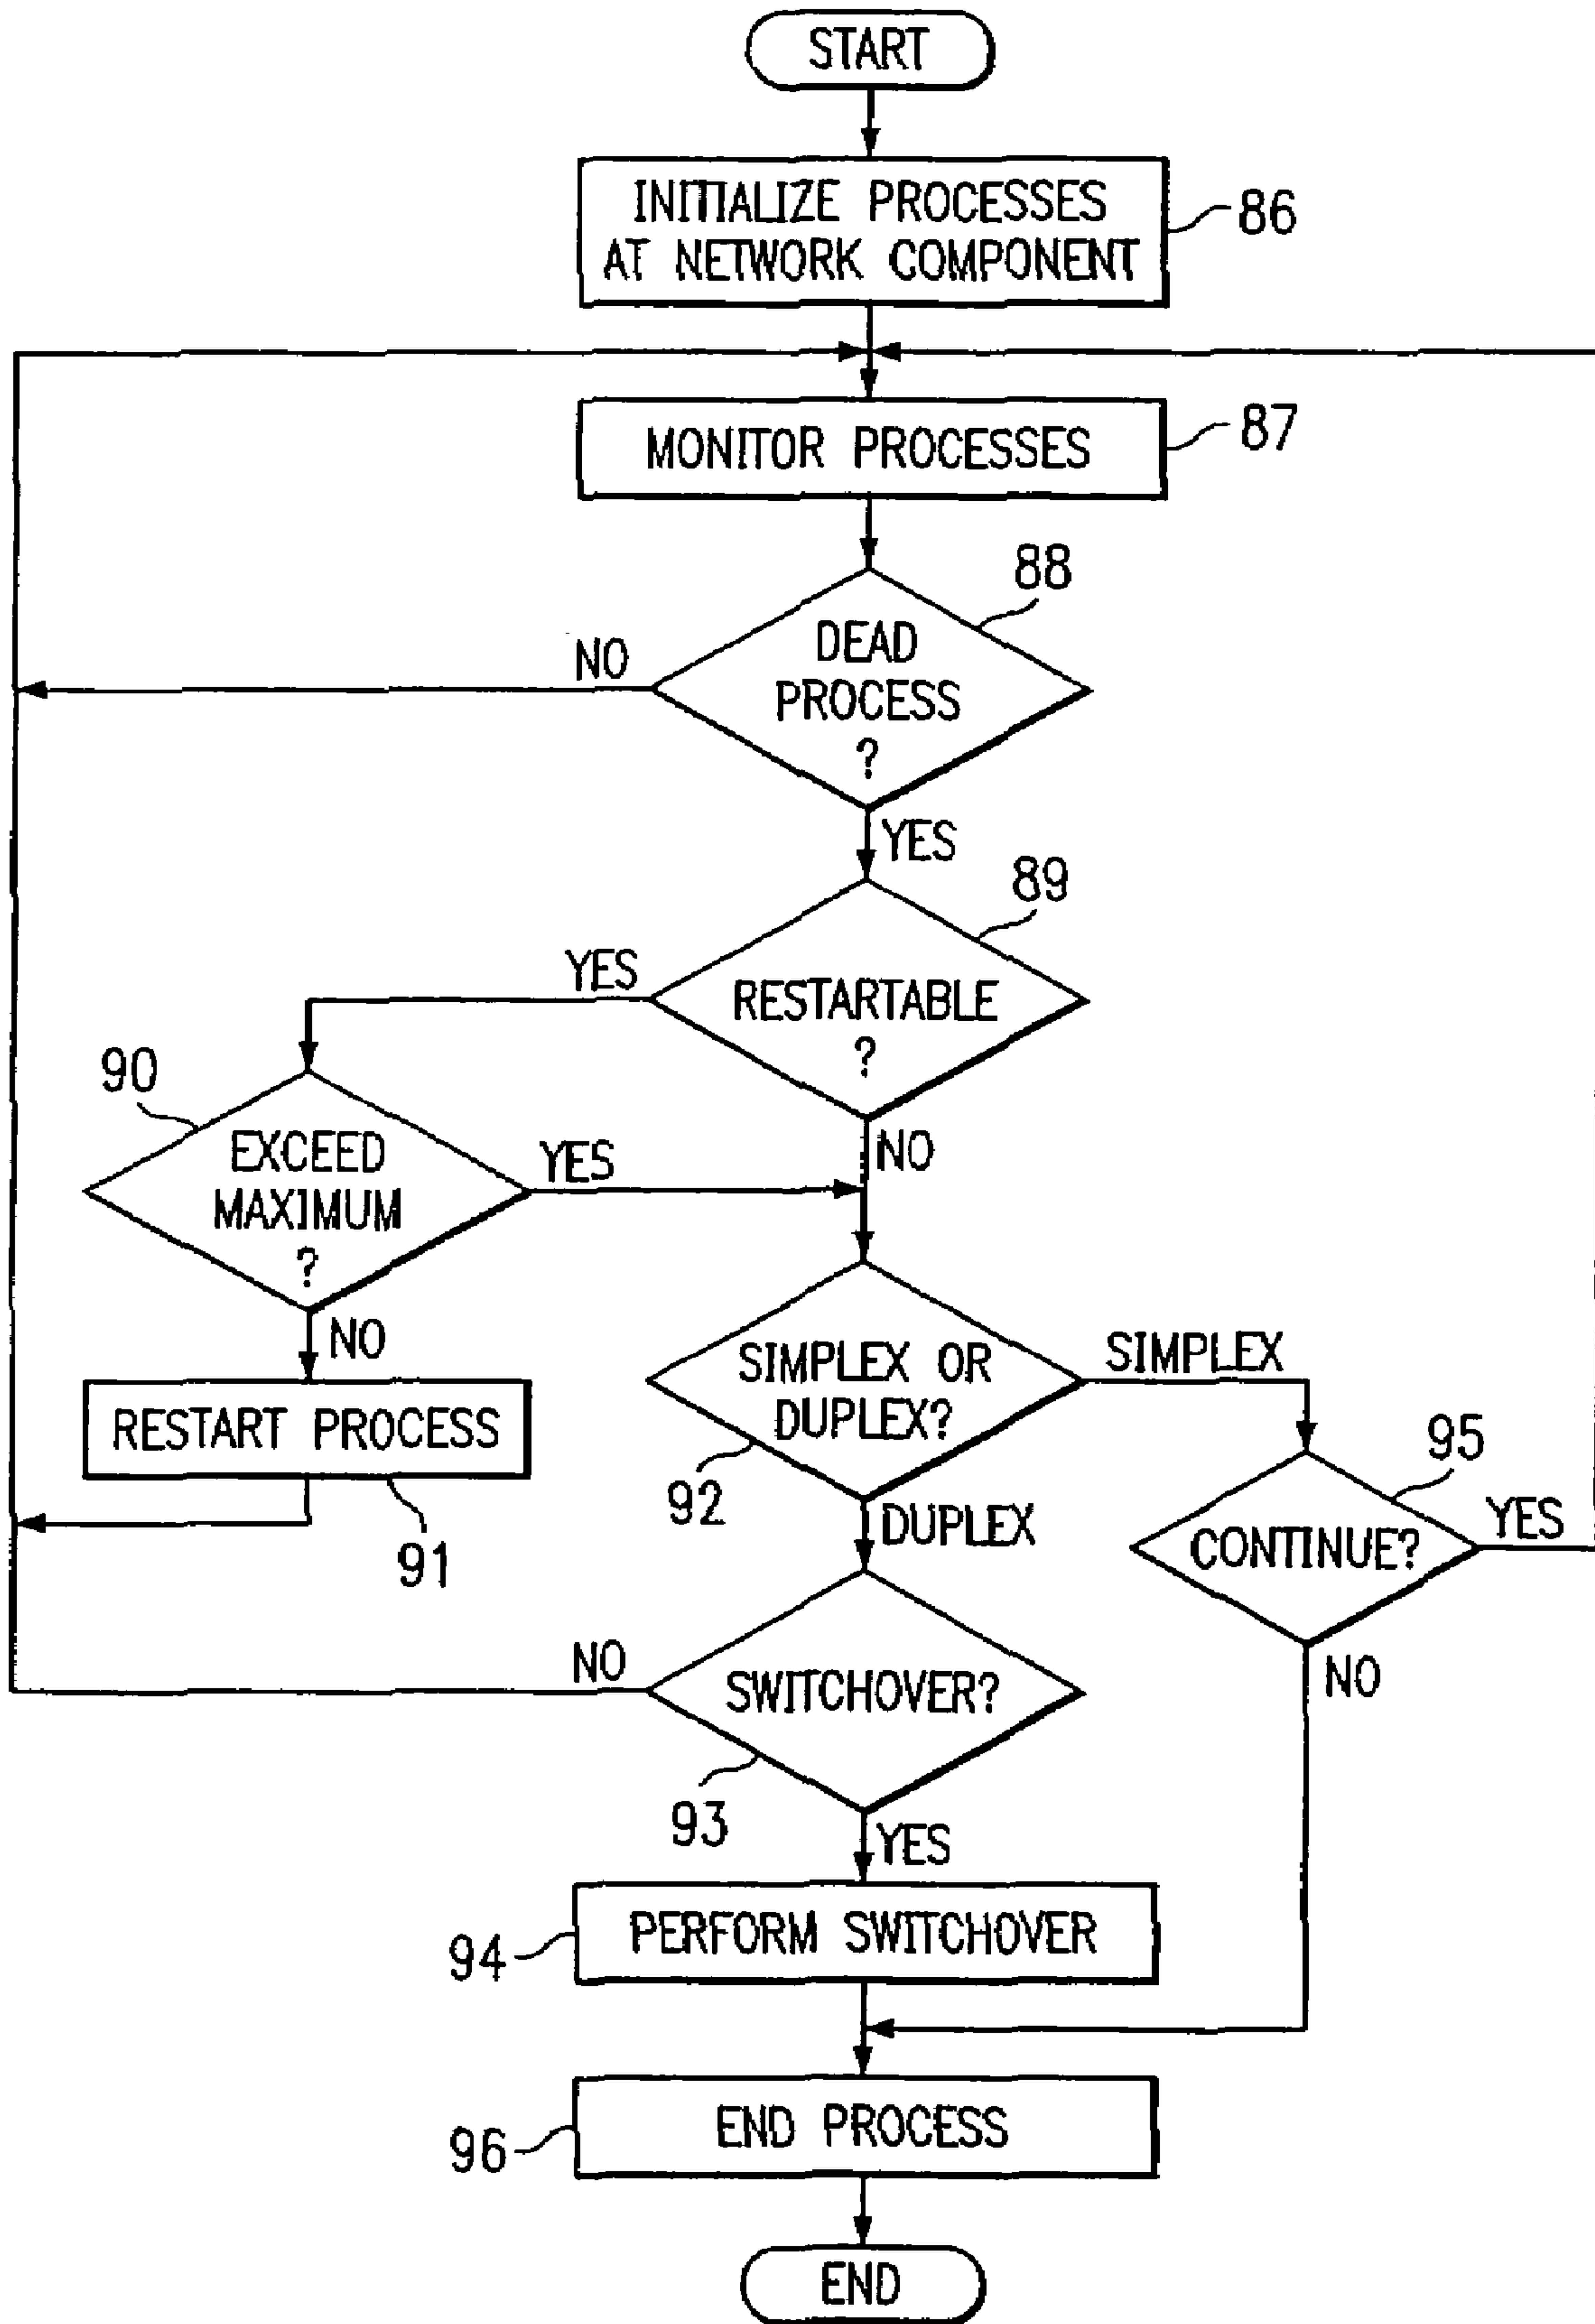 START
INITIALIZE PROCESSES
AT NETWORK COMPONENT
86
MONITOR PROCESSES
87
88
DEAD
PROCESS
?
NO
YES
89
RESTARTABLE
?
YES
NO
90
EXCEED
MAXIMUM
?
YES
NO
RESTART PROCESS
91
SIMPLEX OR
DUPLEX?
92
SIMPLEX
DUPLEX
95
CONTINUE?
YES
NO
SWITCHOVER?
93
NO
YES
PERFORM SWITCHOVER
94
END PROCESS
96
END